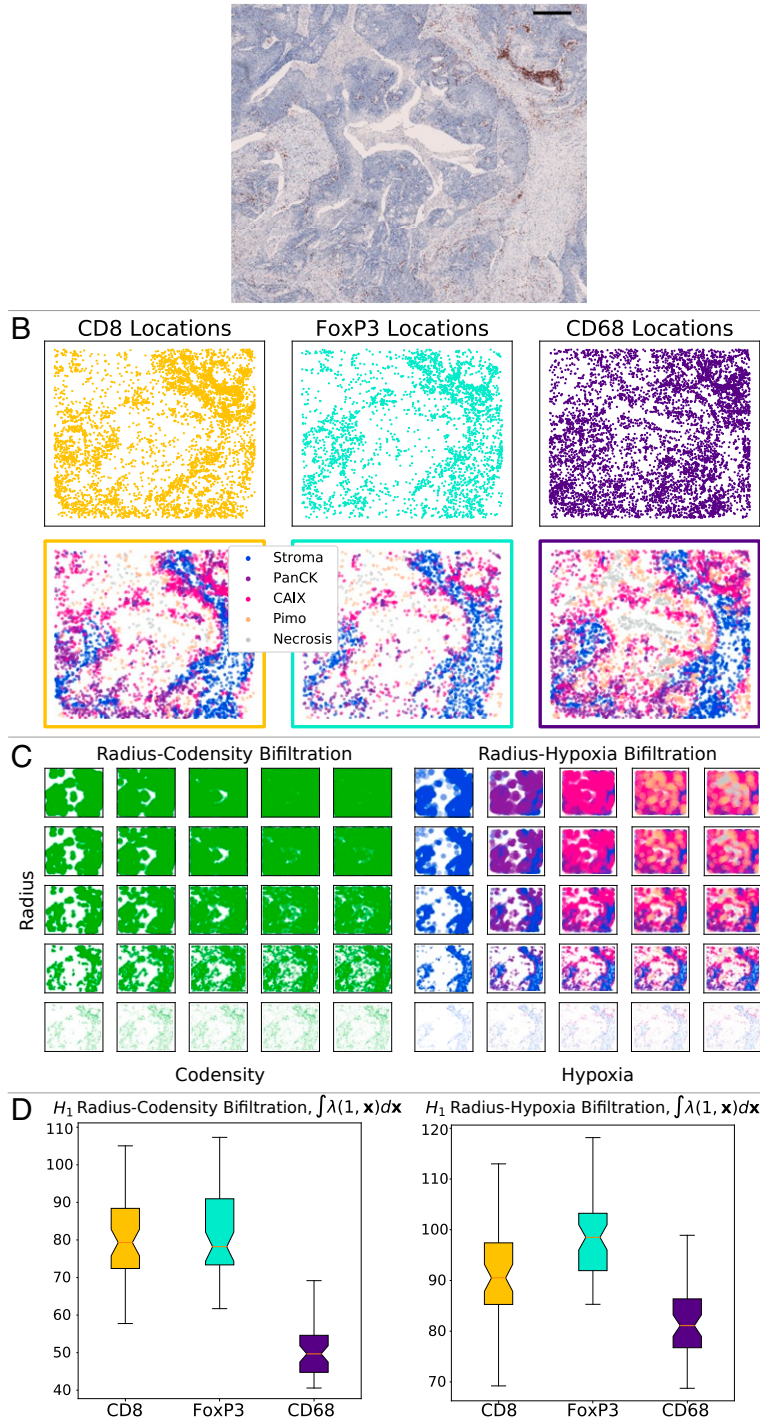 B
CD8 Locations
FoxP3 Locations
CD68 Locations
Stroma
PanCK
CAIX
Pimo
Necrosis
C
Radius-Codensity Bifiltration
Radius-Hypoxia Bifiltration
Radius
Codensity
Hypoxia
D
H₁ Radius-Codensity Bifiltration, ∫λ(1, x)dx
110
100
90
80
70
60
50
40
CD8
FoxP3
CD68
H₁ Radius-Hypoxia Bifiltration, ∫λ(1, x)dx
120
110
100
90
80
70
CD8
FoxP3
CD68